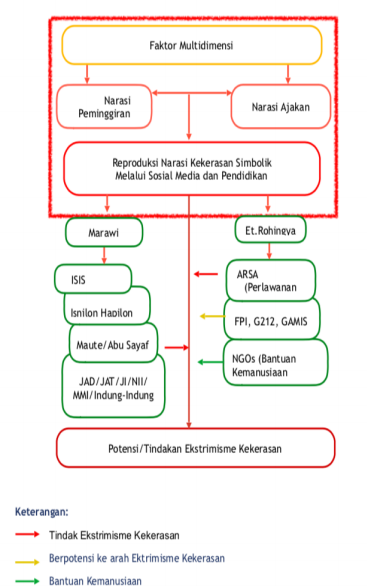 Faktor Multidimensi
Narasi
Peminggiran
Narasi Ajakan
Reproduksi Narasi Kekerasan Simbolik
Melalui Sosial Media dan Pendidikan
Marawi
Et.Rohingya
ISIS
Isnilon Hapilon
Maute/Abu Sayaf
JAD/JAT/JI/NII/
MMI/Indung-Indung
ARSA
(Perlawanan
FPI, G212, GAMIS
NGOs (Bantuan
Kemanusiaan
Potensi/Tindakan Ekstrimisme Kekerasan
Keterangan:
Tindak Ekstrimisme Kekerasan
Berpotensi ke arah Ektrimisme Kekerasan
Bantuan Kemanusiaan